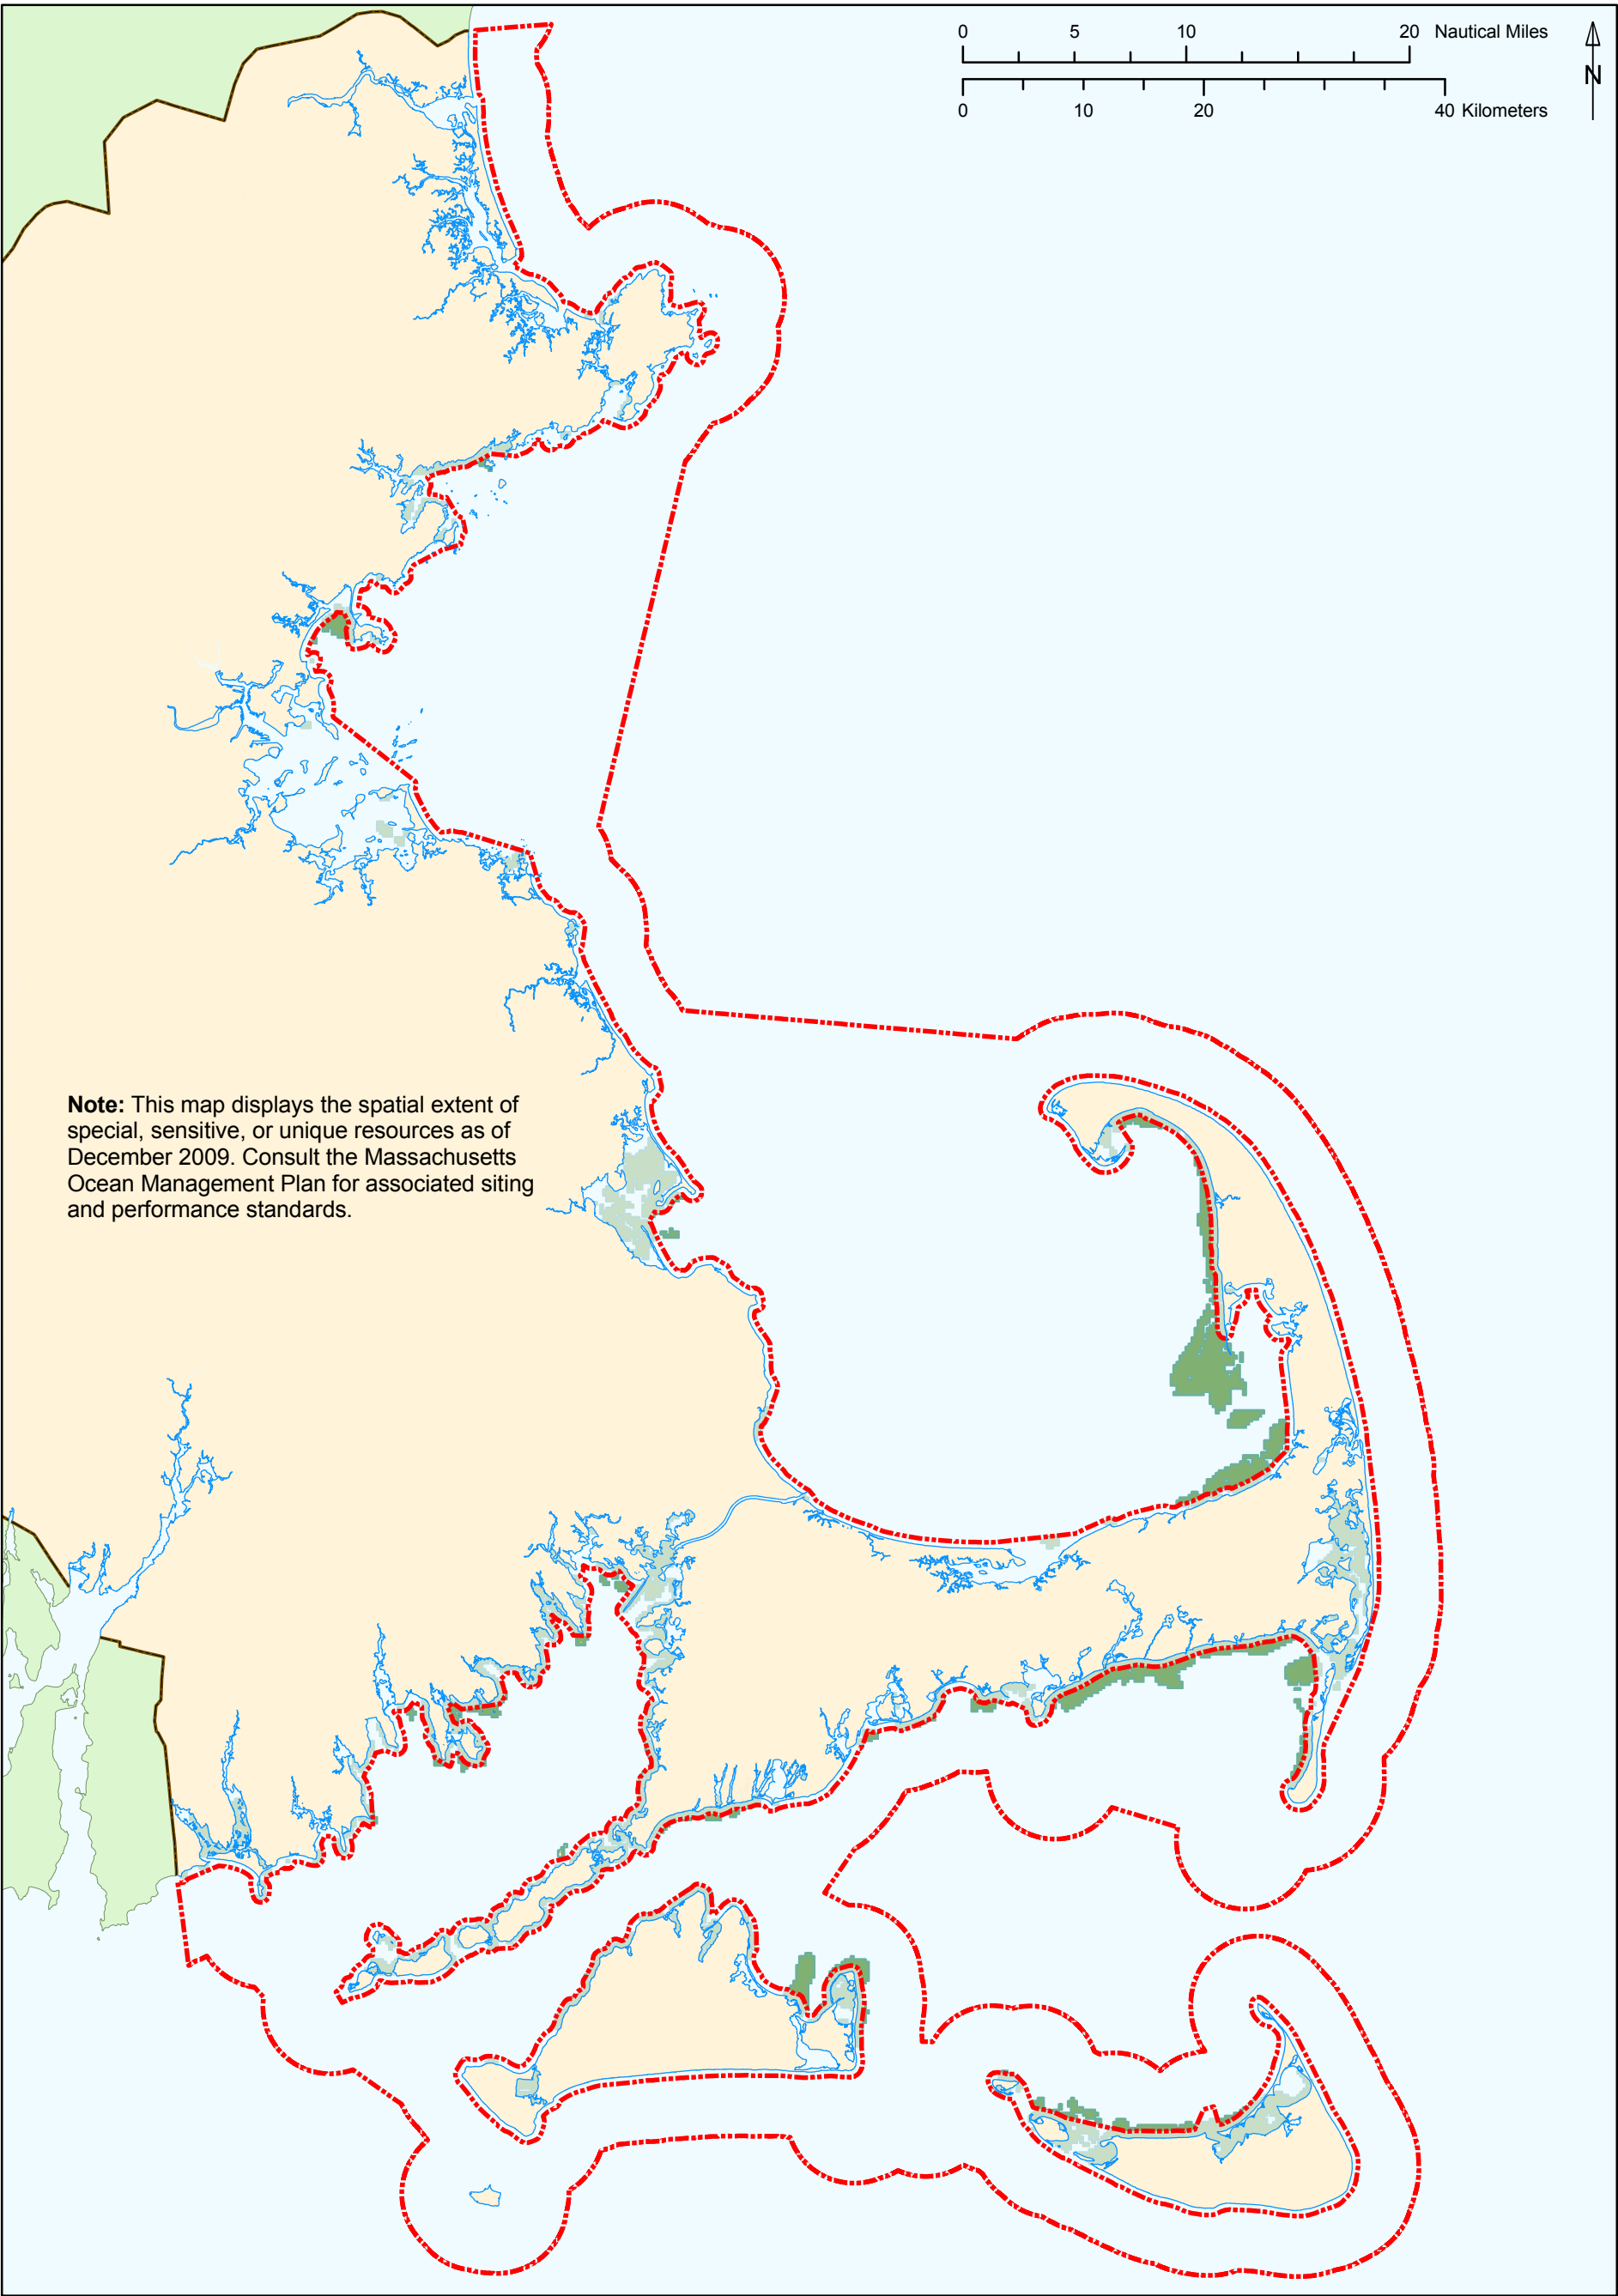 0 5 10 20 Nautical Miles
0 10 20 40 Kilometers
N
Note: This map displays the spatial extent of
special, sensitive, or unique resources as of
December 2009. Consult the Massachusetts
Ocean Management Plan for associated siting
and performance standards.